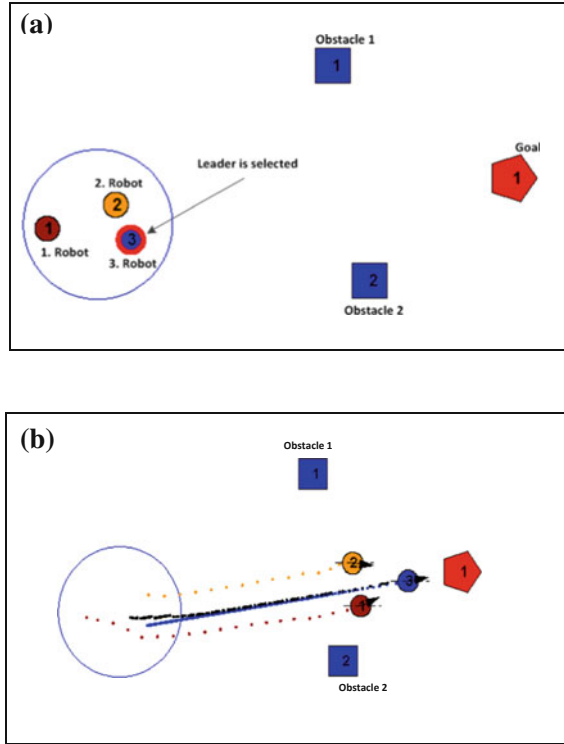 (a)
Obstacle 1
1
Goal
1
Leader is selected
2. Robot
2
1
3
1. Robot
3. Robot
2
Obstacle 2
(b)
Obstacle 1
1
2
3
1
1
2
Obstacle 2